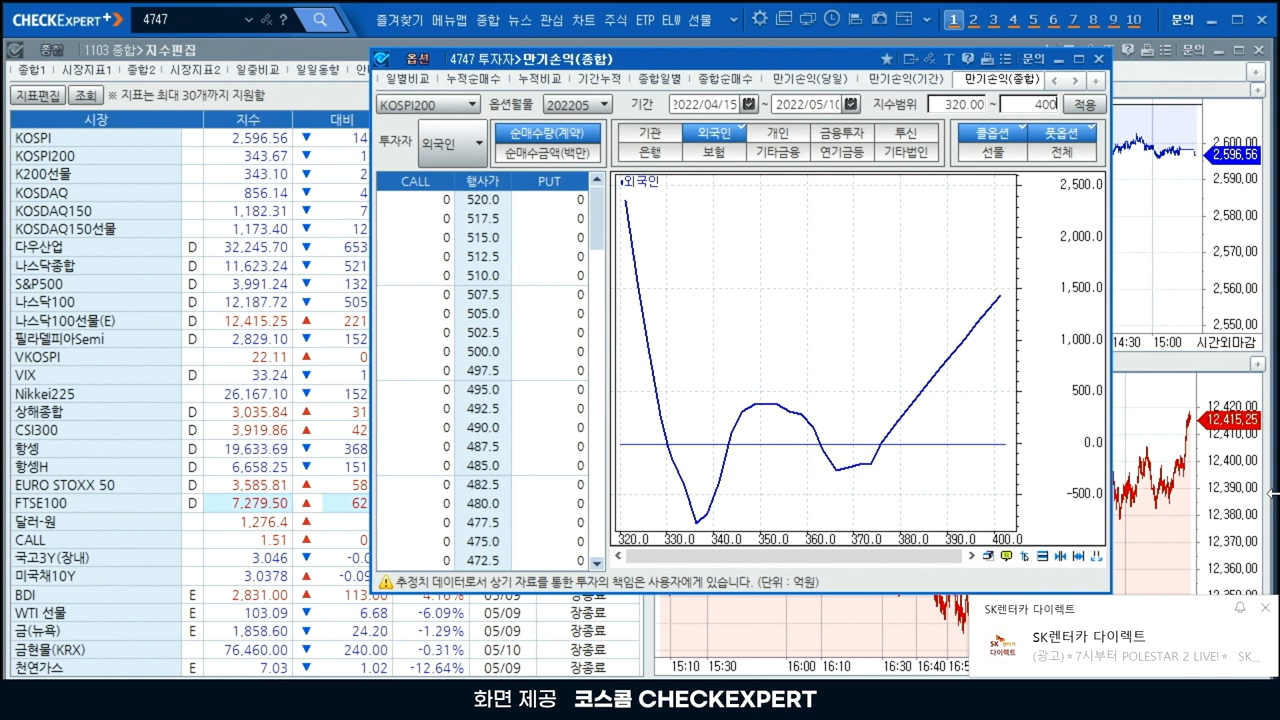 CHECKEXPERT+ 4747 ? 즐겨찾기 메뉴맵 종합 뉴스 관심 차트 주식 ETP ELW 선물 1 2 3 4 5 6 7 8 9 10 문의
종합 1103 종합> 지수편집 문의
종합1 시장지표1 종합2 시장지표2 일중비교 일일동향
지표편집 조회 ※ 지표는 최대 30개까지 지원함
시장 지수 대비
KOSPI 2,596.56 ▼ 14
KOSPI200 343.67 ▼ 1
K200선물 343.10 ▼ 2
KOSDAQ 856.14 ▼ 4
KOSDAQ150 1,182.31 ▼ 7
KOSDAQ150선물 1,173.40 ▼ 12
다우산업 D 32,245.70 ▼ 653
나스닥종합 D 11,623.24 ▼ 521
S&P500 D 3,991.24 ▼ 132
나스닥100 D 12,187.72 ▼ 505
나스닥100선물(E) D 12,415.25 ▲ 221
필라델피아Semi D 2,829.10 ▼ 152
VKOSPI 22.11 ▲ 0
VIX D 33.24 ▼ 1
Nikkei225 26,167.10 ▼ 152
상해종합 D 3,035.84 ▲ 31
CSI300 D 3,919.86 ▲ 42
항셍 D 19,633.69 ▼ 368
항셍H D 6,658.25 ▼ 151
EURO STOXX 50 D 3,585.81 ▲ 58
FTSE100 D 7,279.50 ▲ 62
달러-원 1,276.4 ▲
CALL 1.51 ▲ 0
국고3Y(장내) 3.046 ▼ -0.0
미국채10Y 3.0378 ▲ -0.09
BDI E 2,831.00 ▲ 113.00 4.16% 05/09 장종료
WTI 선물 E 103.09 ▼ 6.68 -6.09% 05/09 장종료
금(뉴욕) E 1,858.60 ▼ 24.20 -1.29% 05/09 장종료
금현물(KRX) 76,460.00 ▼ 240.00 -0.31% 05/10 장종료
천연가스 E 7.03 ▼ 1.02 -12.64% 05/09 장종료
옵션 4747 투자자>만기손익(종합) 문의
일별비교 누적순매수 누적비교 기간누적 종합일별 종합순매수 만기손익(당일) 만기손익(기간) 만기손익(종합)
KOSPI200 옵션월물 202205 기간 2022/04/15 ~ 2022/05/10 지수범위 320.00 ~ 400 적용
투자자 외국인 순매수량(계약) 기관 외국인 개인 금융투자 투신 콜옵션 풋옵션
순매수금액(백만) 은행 보험 기타금융 연기금등 기타법인 선물 전체
CALL 행사가 PUT
0 520.0 0
0 517.5 0
0 515.0 0
0 512.5 0
0 510.0 0
0 507.5 0
0 505.0 0
0 502.5 0
0 500.0 0
0 497.5 0
0 495.0 0
0 492.5 0
0 490.0 0
0 487.5 0
0 485.0 0
0 482.5 0
0 480.0 0
0 477.5 0
0 475.0 0
0 472.5 0
외국인
2,500.0
2,000.0
1,500.0
1,000.0
500.0
0.0
-500.0
320.0 330.0 340.0 350.0 360.0 370.0 380.0 390.0 400.0
추정치 데이터로서 상기 자료를 통한 투자의 책임은 사용자에게 있습니다. (단위 : 억원)
2,600.00
2,596.56
2,590.00
2,580.00
2,570.00
2,560.00
2,550.00
14:30 15:00 시간외마감
12,420.00
12,415.25
12,410.00
12,400.00
12,390.00
12,380.00
12,370.00
12,360.00
12,350.00
15:10 15:30 16:00 16:10 16:30 16:40
SK렌터카 다이렉트
SK렌터카 다이렉트
SK렌터카 다이렉트
(광고)★7시부터 POLESTAR 2 LIVE!★ SK...
화면 제공 코스콤 CHECKEXPERT